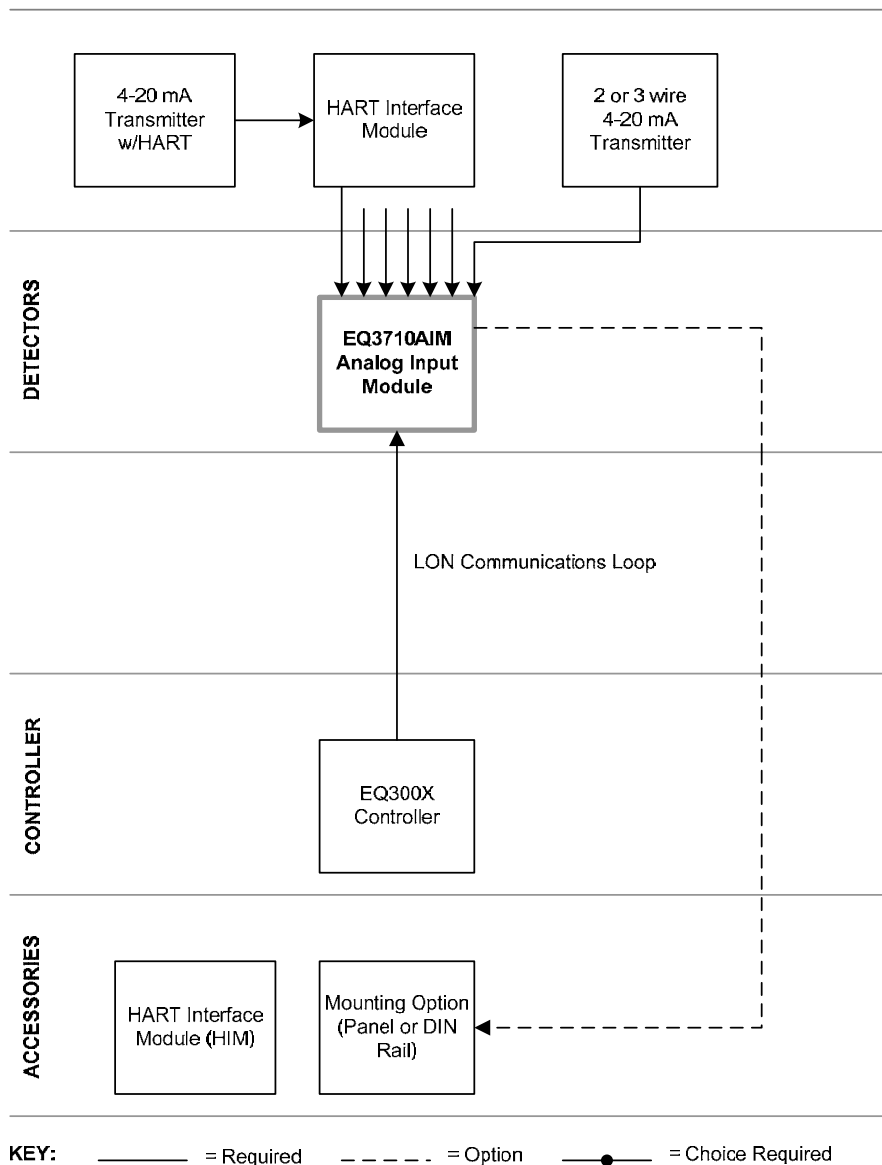 4-20 mA
Transmitter
w/HART
HART Interface
Module
2 or 3 wire
4-20 mA
Transmitter
DETECTORS
EQ3710AIM
Analog Input
Module
LON Communications Loop
CONTROLLER
EQ300X
Controller
ACCESSORIES
HART Interface
Module (HIM)
Mounting Option
(Panel or DIN
Rail)
KEY: = Required = Option = Choice Required